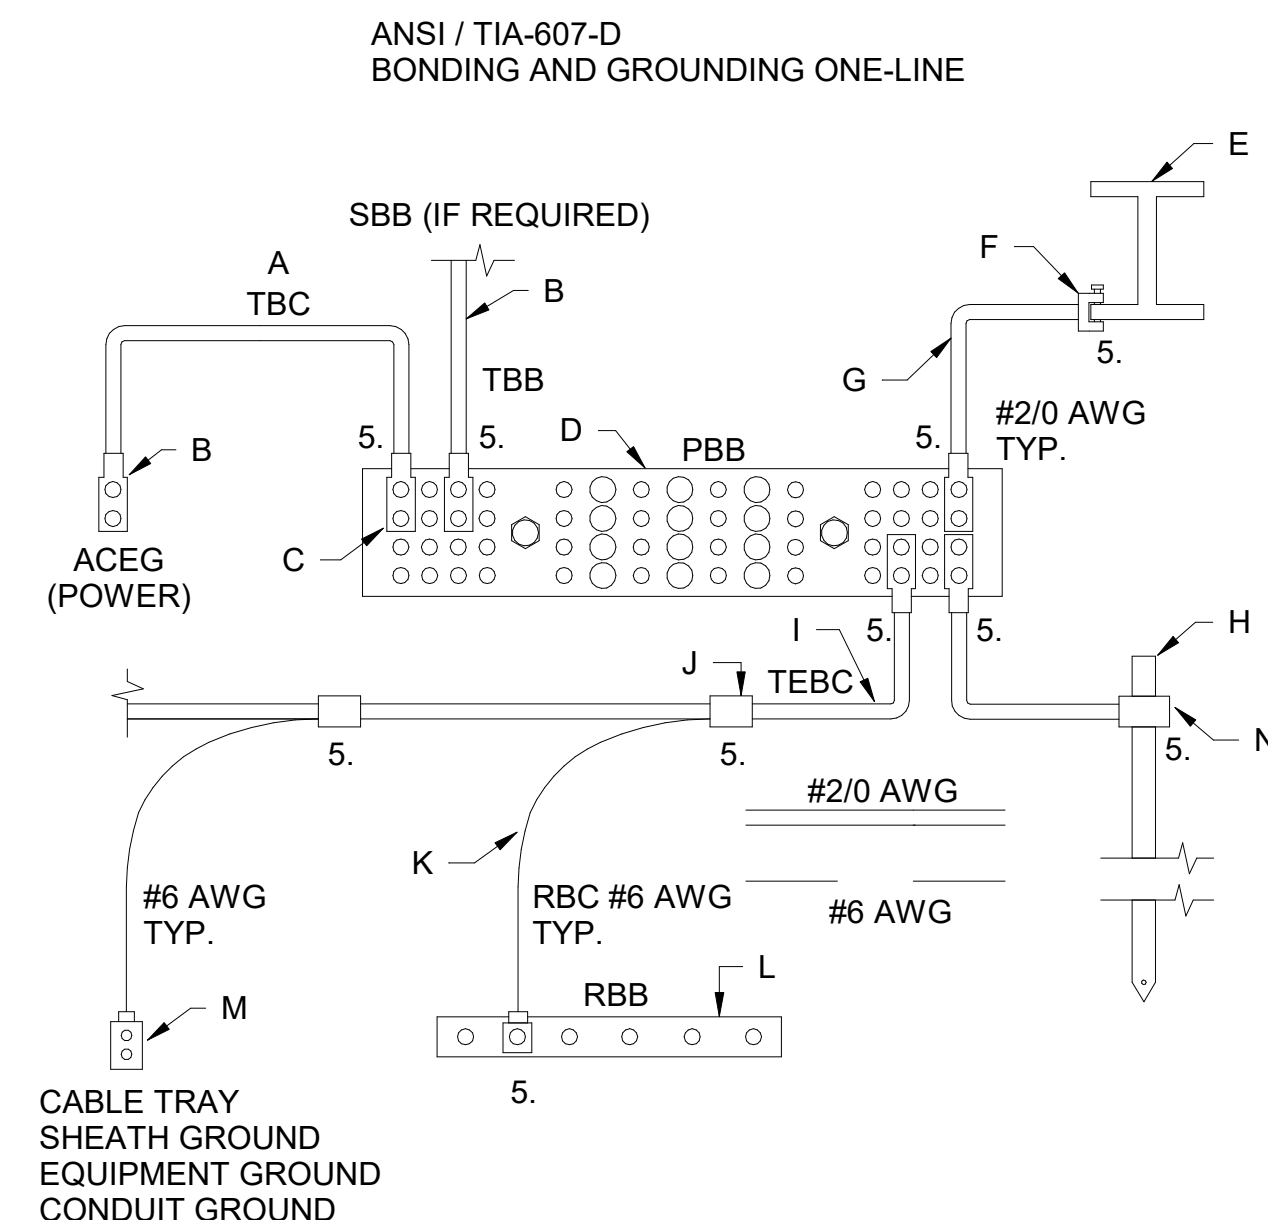 ANSI / TIA-607-D
BONDING AND GROUNDING ONE-LINE
E
SBB (IF REQUIRED)
F
A
TBC
B
5.
G
TBB
#2/0 AWG
TYP.
B
5.
5.
D
PBB
5.
C
ACEG
(POWER)
I
5.
5.
H
J
TEBC
N
5.
5.
5.
#2/0 AWG
K
#6 AWG
TYP.
RBC #6 AWG
TYP.
#6 AWG
L
RBB
M
5.
CABLE TRAY
SHEATH GROUND
EQUIPMENT GROUND
CONDUIT GROUND